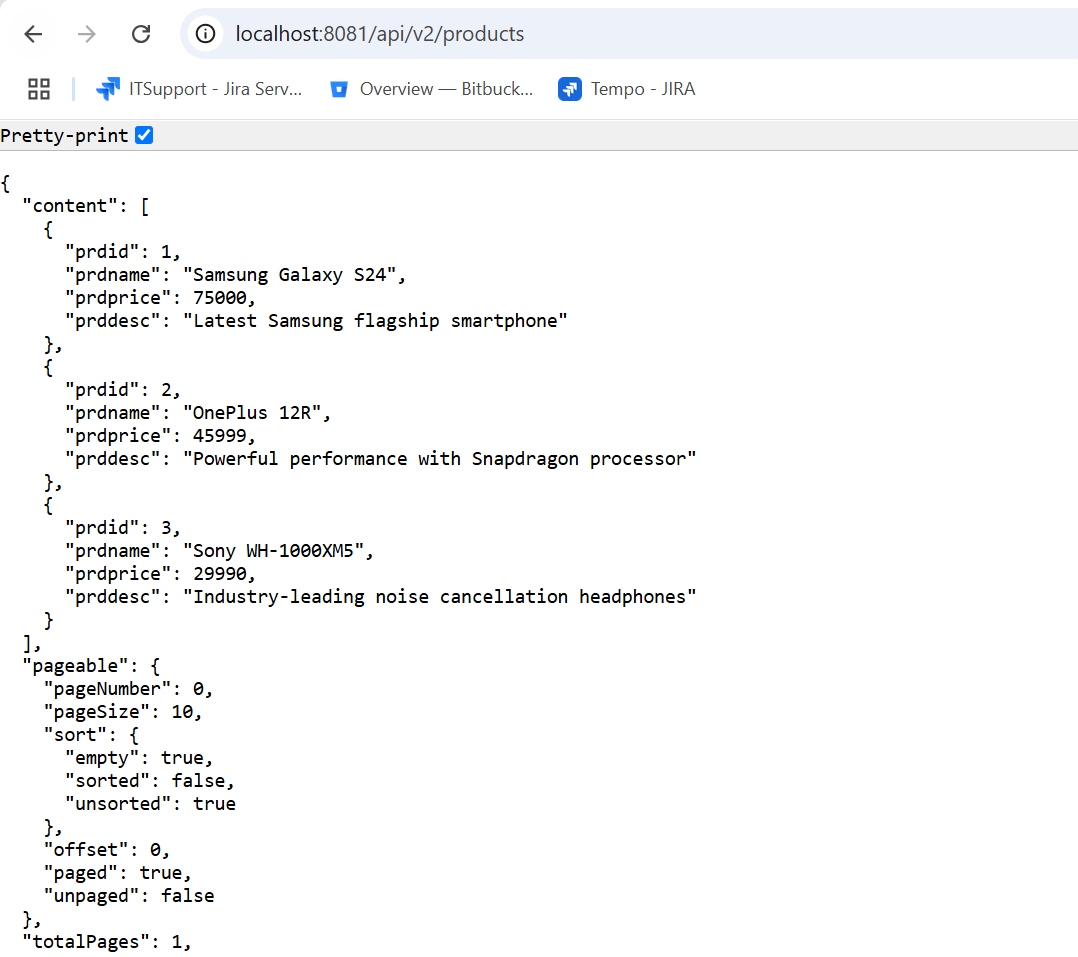 localhost:8081/api/v2/products
ITSupport - Jira Serv... Overview — Bitbuck... Tempo - JIRA
Pretty-print
{
  "content": [
    {
      "prdid": 1,
      "prdname": "Samsung Galaxy S24",
      "prdprice": 75000,
      "prddesc": "Latest Samsung flagship smartphone"
    },
    {
      "prdid": 2,
      "prdname": "OnePlus 12R",
      "prdprice": 45999,
      "prddesc": "Powerful performance with Snapdragon processor"
    },
    {
      "prdid": 3,
      "prdname": "Sony WH-1000XM5",
      "prdprice": 29990,
      "prddesc": "Industry-leading noise cancellation headphones"
    }
  ],
  "pageable": {
    "pageNumber": 0,
    "pageSize": 10,
    "sort": {
      "empty": true,
      "sorted": false,
      "unsorted": true
    },
    "offset": 0,
    "paged": true,
    "unpaged": false
  },
  "totalPages": 1,